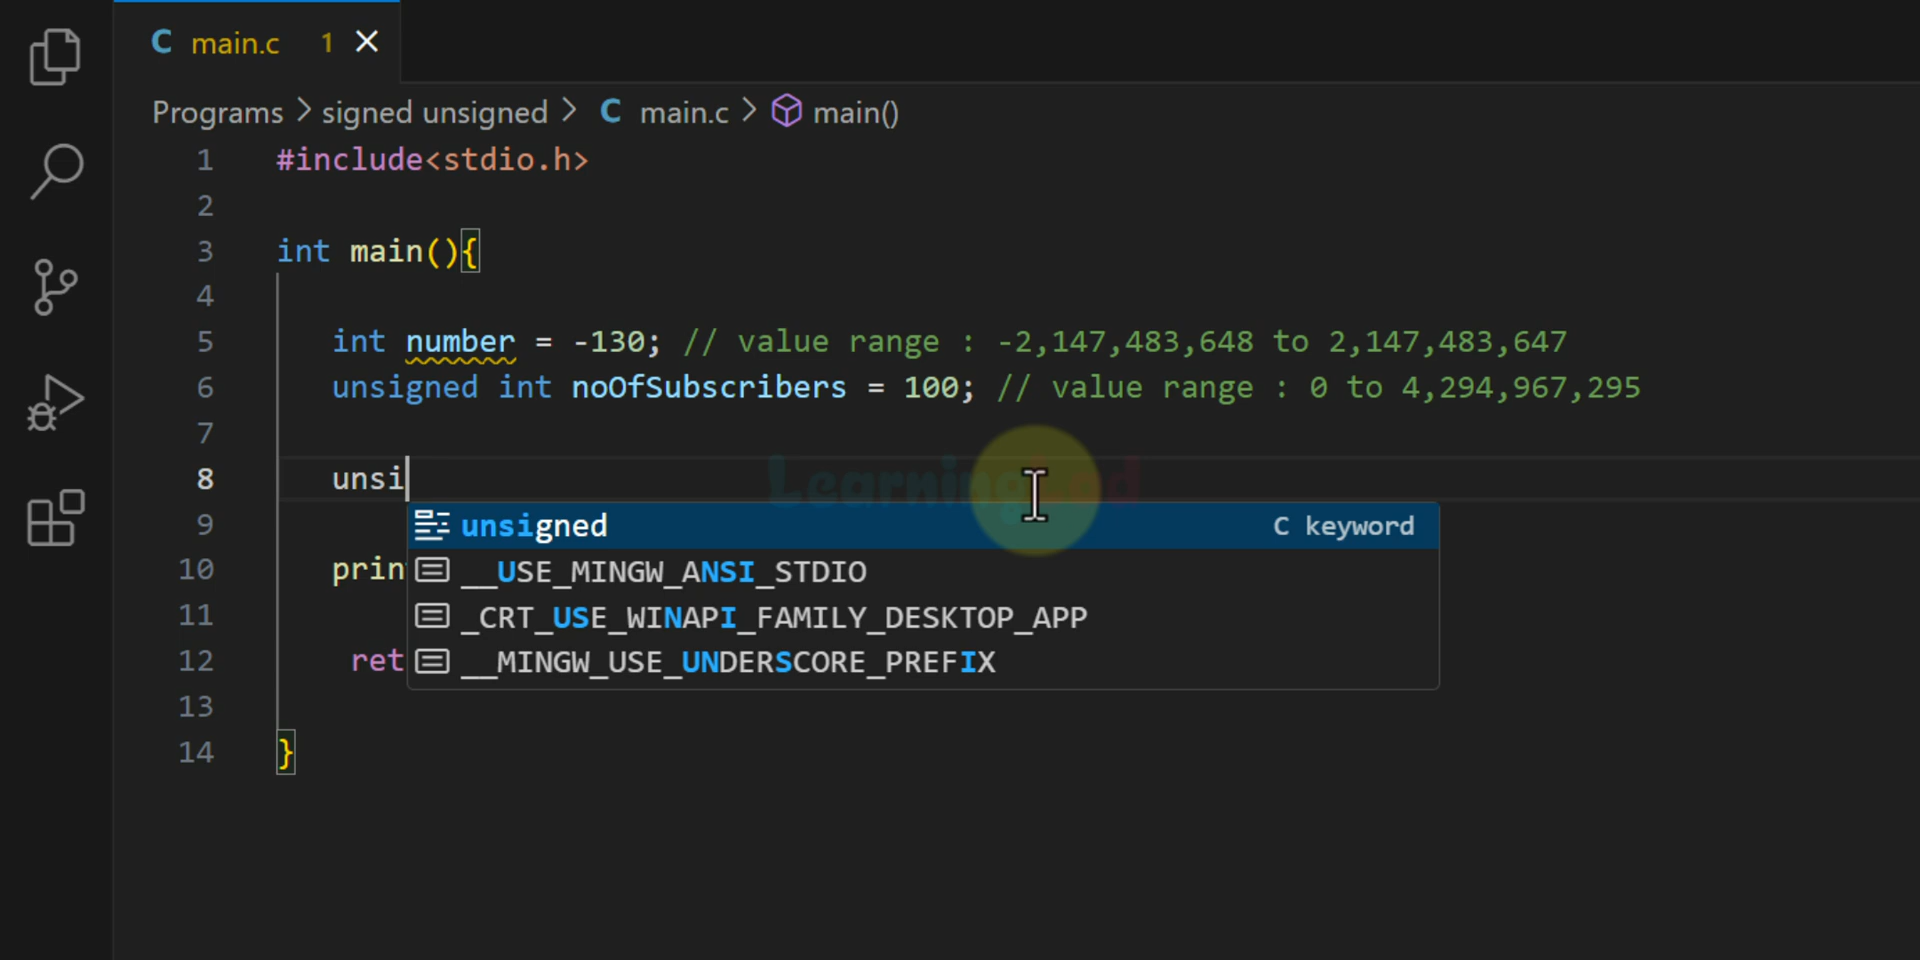 main.c 1
Programs > signed unsigned > C main.c > main()
1 #include<stdio.h>
2
3 int main(){
4
5 int number = -130; // value range : -2,147,483,648 to 2,147,483,647
6 unsigned int noOfSubscribers = 100; // value range : 0 to 4,294,967,295
7
8 unsi
LearningLad
unsigned C keyword
9
__USE_MINGW_ANSI_STDIO
10 prin
_CRT_USE_WINAPI_FAMILY_DESKTOP_APP
11
__MINGW_USE_UNDERSCORE_PREFIX
12 ret
13
14 }